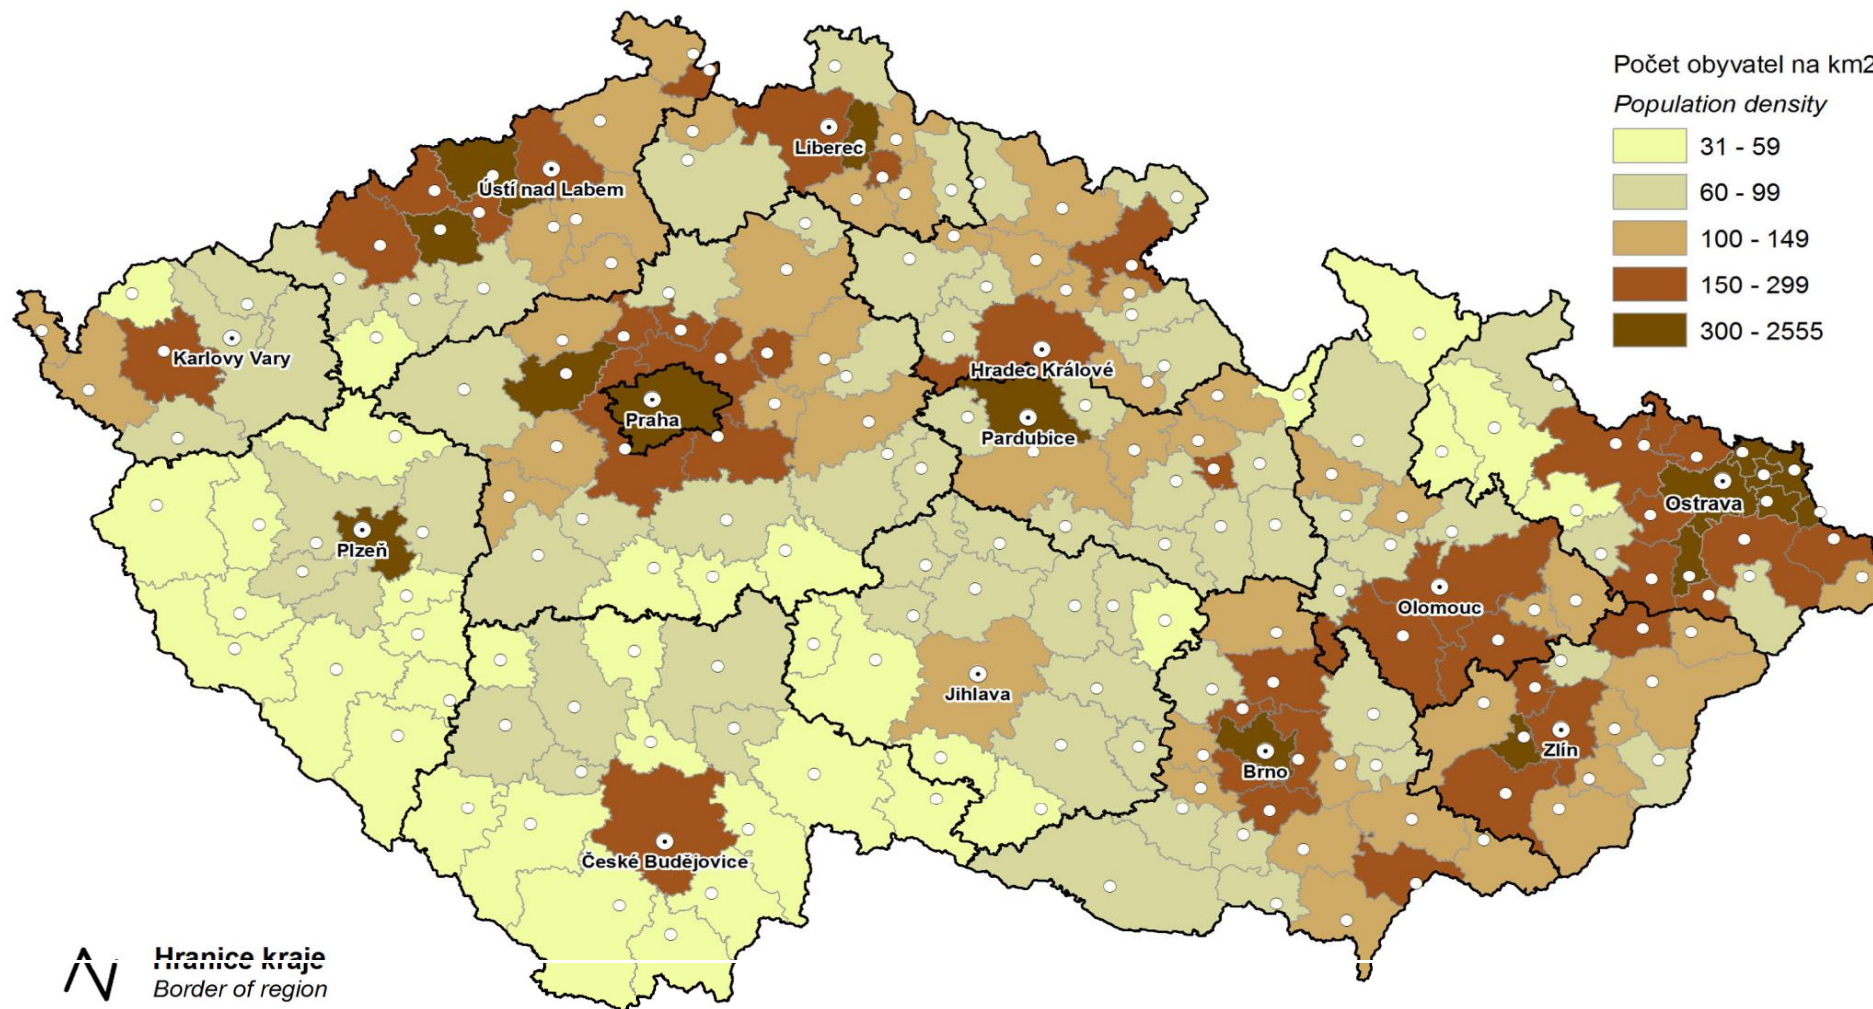 Počet obyvatel na km2
Population density
31 - 59
60 - 99
100 - 149
150 - 299
300 - 2555
Liberec
Ústí nad Labem
Karlovy Vary
Hradec Králové
Praha
Pardubice
Plzeň
Ostrava
Olomouc
Jihlava
Zlín
Brno
České Budějovice
Hranice kraje
Border of region